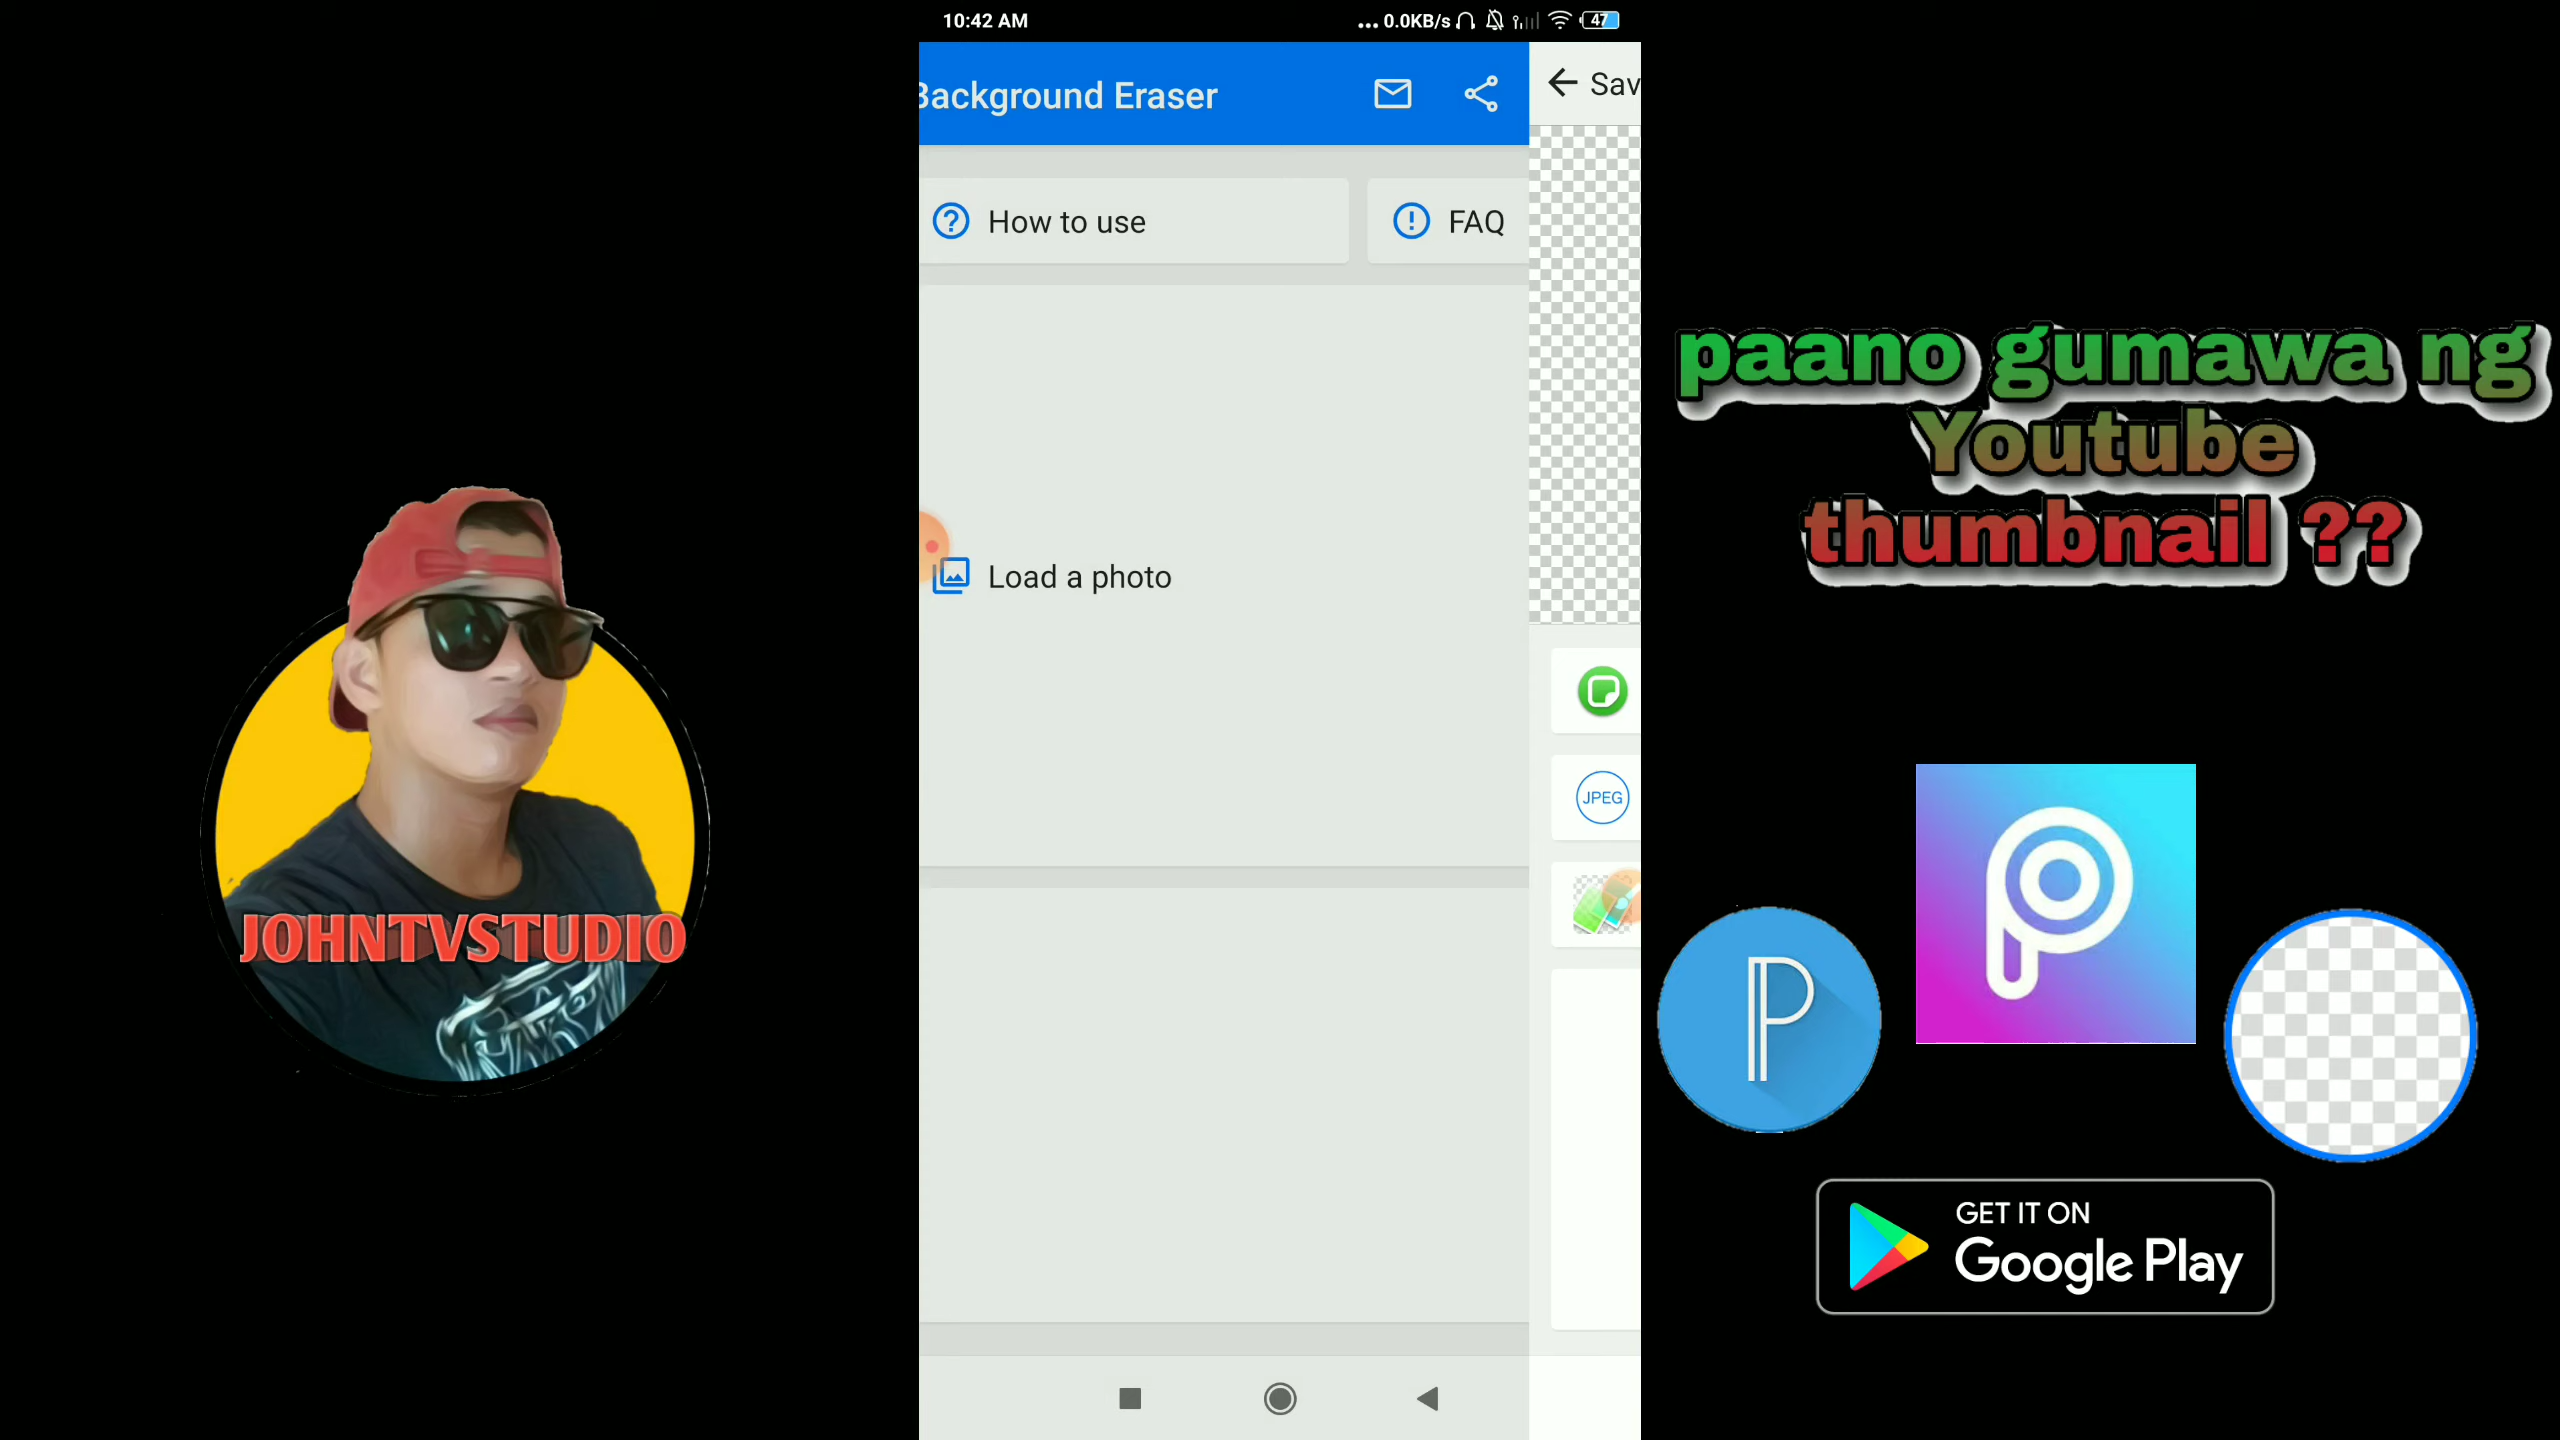 10:42 AM
... 0.0KB/s 47
Background Eraser
Sav
How to use
FAQ
Load a photo
JPEG
JOHNTVSTUDIO
paano gumawa ng
Youtube
thumbnail ??
P
GET IT ON
Google Play